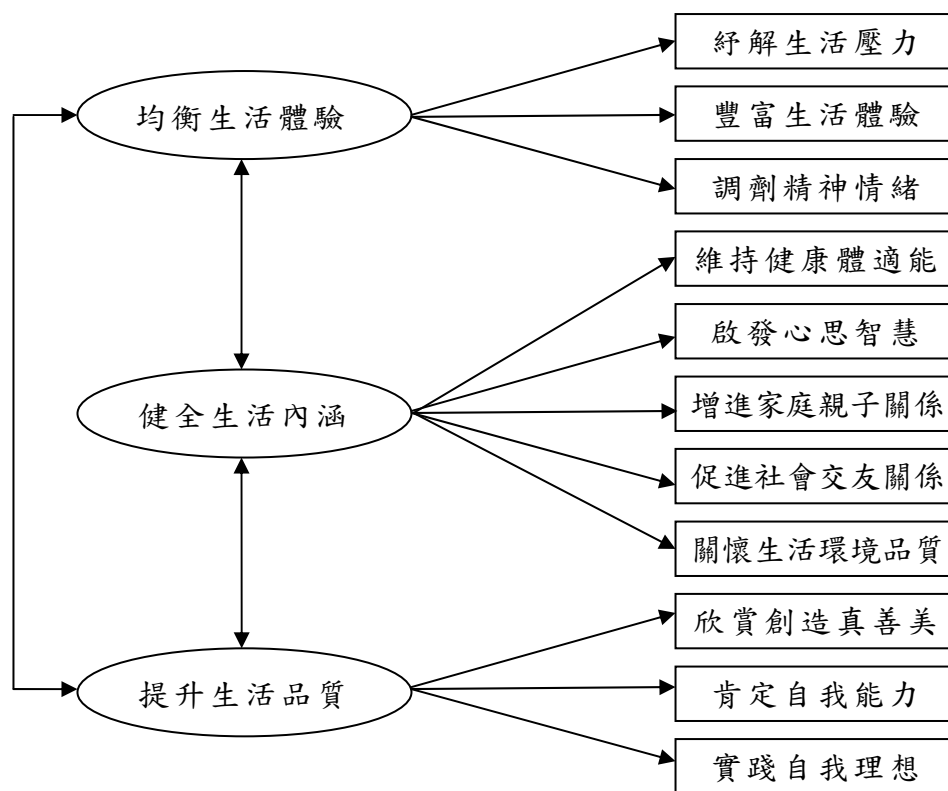 均衡生活體驗
紓解生活壓力
豐富生活體驗
調劑精神情緒
健全生活內涵
維持健康體適能
啟發心思智慧
增進家庭親子關係
促進社會交友關係
關懷生活環境品質
提升生活品質
欣賞創造真善美
肯定自我能力
實踐自我理想